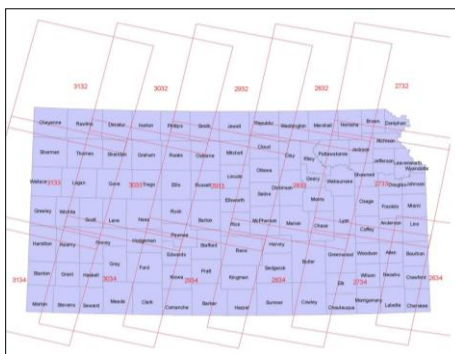 3132 3032 2932 2832 2732
Cheyenne Rawlins Decatur Norton Phillips Smith Jewell Republic Washington Marshall Nemaha Brown Doniphan
Atchison
Sherman Thomas Sheridan Graham Rooks Osborne Mitchell Cloud Clay Riley Pottawatomie Jackson Jefferson Leavenworth
Wyandotte
Lincoln Ottawa
Wallace 3133 Logan Gove 3033 Trego Ellis Russell 2933 Saline Dickinson 2833 Geary Wabaunsee Shawnee 2733 Douglas Johnson
Ellsworth Morris Osage Franklin Miami
Greeley Wichita Scott Lane Ness Rush Barton Rice McPherson Marion Chase Lyon Coffey Anderson Linn
Pawnee
Hamilton Kearny Finney Hodgeman Stafford Reno Harvey
Edwards Greenwood Woodson Allen Bourbon
Gray Ford Sedgwick Butler
3134 Stanton Grant Haskell 3034 Kiowa 2934 Pratt Kingman 2834 Elk Wilson Neosho Crawford 2634
2734
Morton Stevens Seward Meade Clark Comanche Barber Harper Sumner Cowley Chautauqua Montgomery Labette Cherokee